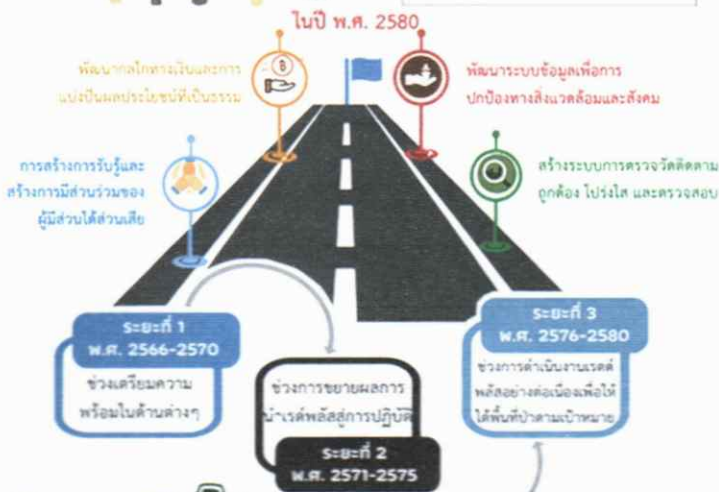 ในปี พ.ศ. 2580
พัฒนากลไกทางเงินและการ
แบ่งปันผลประโยชน์ที่เป็นธรรม
พัฒนาระบบข้อมูลเพื่อการ
ปกป้องทางสิ่งแวดล้อมและสังคม
การสร้างการรับรู้และ
สร้างการมีส่วนร่วมของ
ผู้มีส่วนได้ส่วนเสีย
สร้างระบบการตรวจวัดติดตาม
ถูกต้อง โปร่งใส และตรวจสอบ
ระยะที่ 1
พ.ศ. 2566-2570
ช่วงเตรียมความ
พร้อมในด้านต่างๆ
ช่วงการขยายผลการ
นำเรดพลัสสู่การปฏิบัติ
ระยะที่ 2
พ.ศ. 2571-2575
ระยะที่ 3
พ.ศ. 2576-2580
ช่วงการดำเนินงานเรดด์
พลัสอย่างต่อเนื่องเพื่อให้
ได้พื้นที่ป่าตามเป้าหมาย